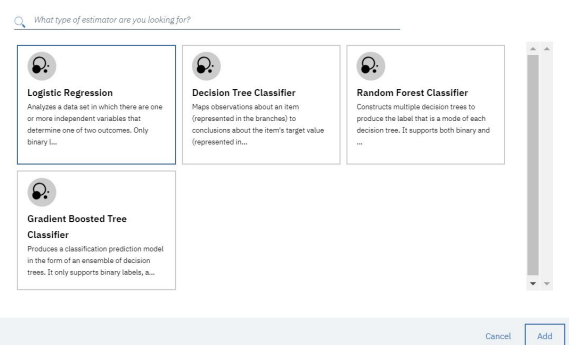 What type of estimator are you looking for?
Logistic Regression
Analyzes a data set in which there are one
or more independent variables that
determine one of two outcomes. Only
binary l...
Decision Tree Classifier
Maps observations about an item
(represented in the branches) to
conclusions about the item's target value
(represented in...
Random Forest Classifier
Constructs multiple decision trees to
produce the label that is a mode of each
decision tree. It supports both binary and
...
Gradient Boosted Tree
Classifier
Produces a classification prediction model
in the form of an ensemble of decision
trees. It only supports binary labels, a...
Cancel
Add